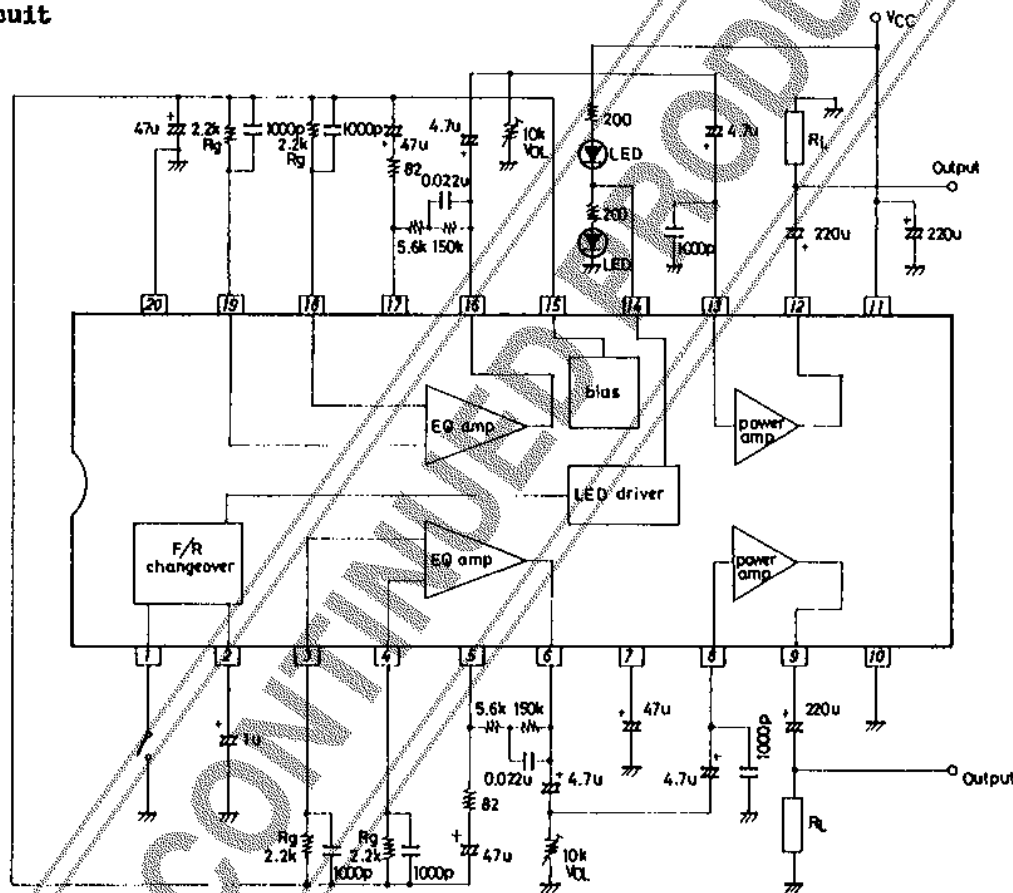 cuit
VCC
47u
2.2k
Rg
1000p
2.2k
Rg
1000p
47u
82
0.022u
5.6k 150k
4.7u
10k
VOL
200
LED
200
LED
4.7u
1000p
RL
Output
220u
220u
20 19 18 17 16 15 14 13 12 11
EQ amp
bias
power
amp
LED driver
F/R
changeover
EQ amp
power
amp
1 2 3 4 5 6 7 8 9 10
1u
Rg
2.2k
1000p
Rg
2.2k
1000p
5.6k 150k
0.022u
82
47u
4.7u
10k
VOL
47u
4.7u
1000p
220u
RL
Output
CONTINUED PRODU